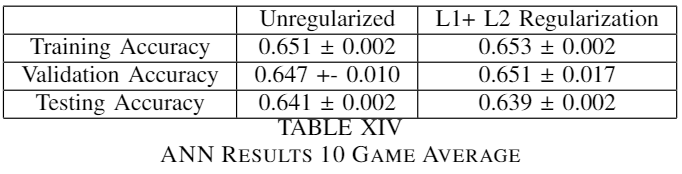 Unregularized L1+ L2 Regularization
Training Accuracy 0.651 ± 0.002 0.653 ± 0.002
Validation Accuracy 0.647 +- 0.010 0.651 ± 0.017
Testing Accuracy 0.641 ± 0.002 0.639 ± 0.002
TABLE XIV
ANN RESULTS 10 GAME AVERAGE